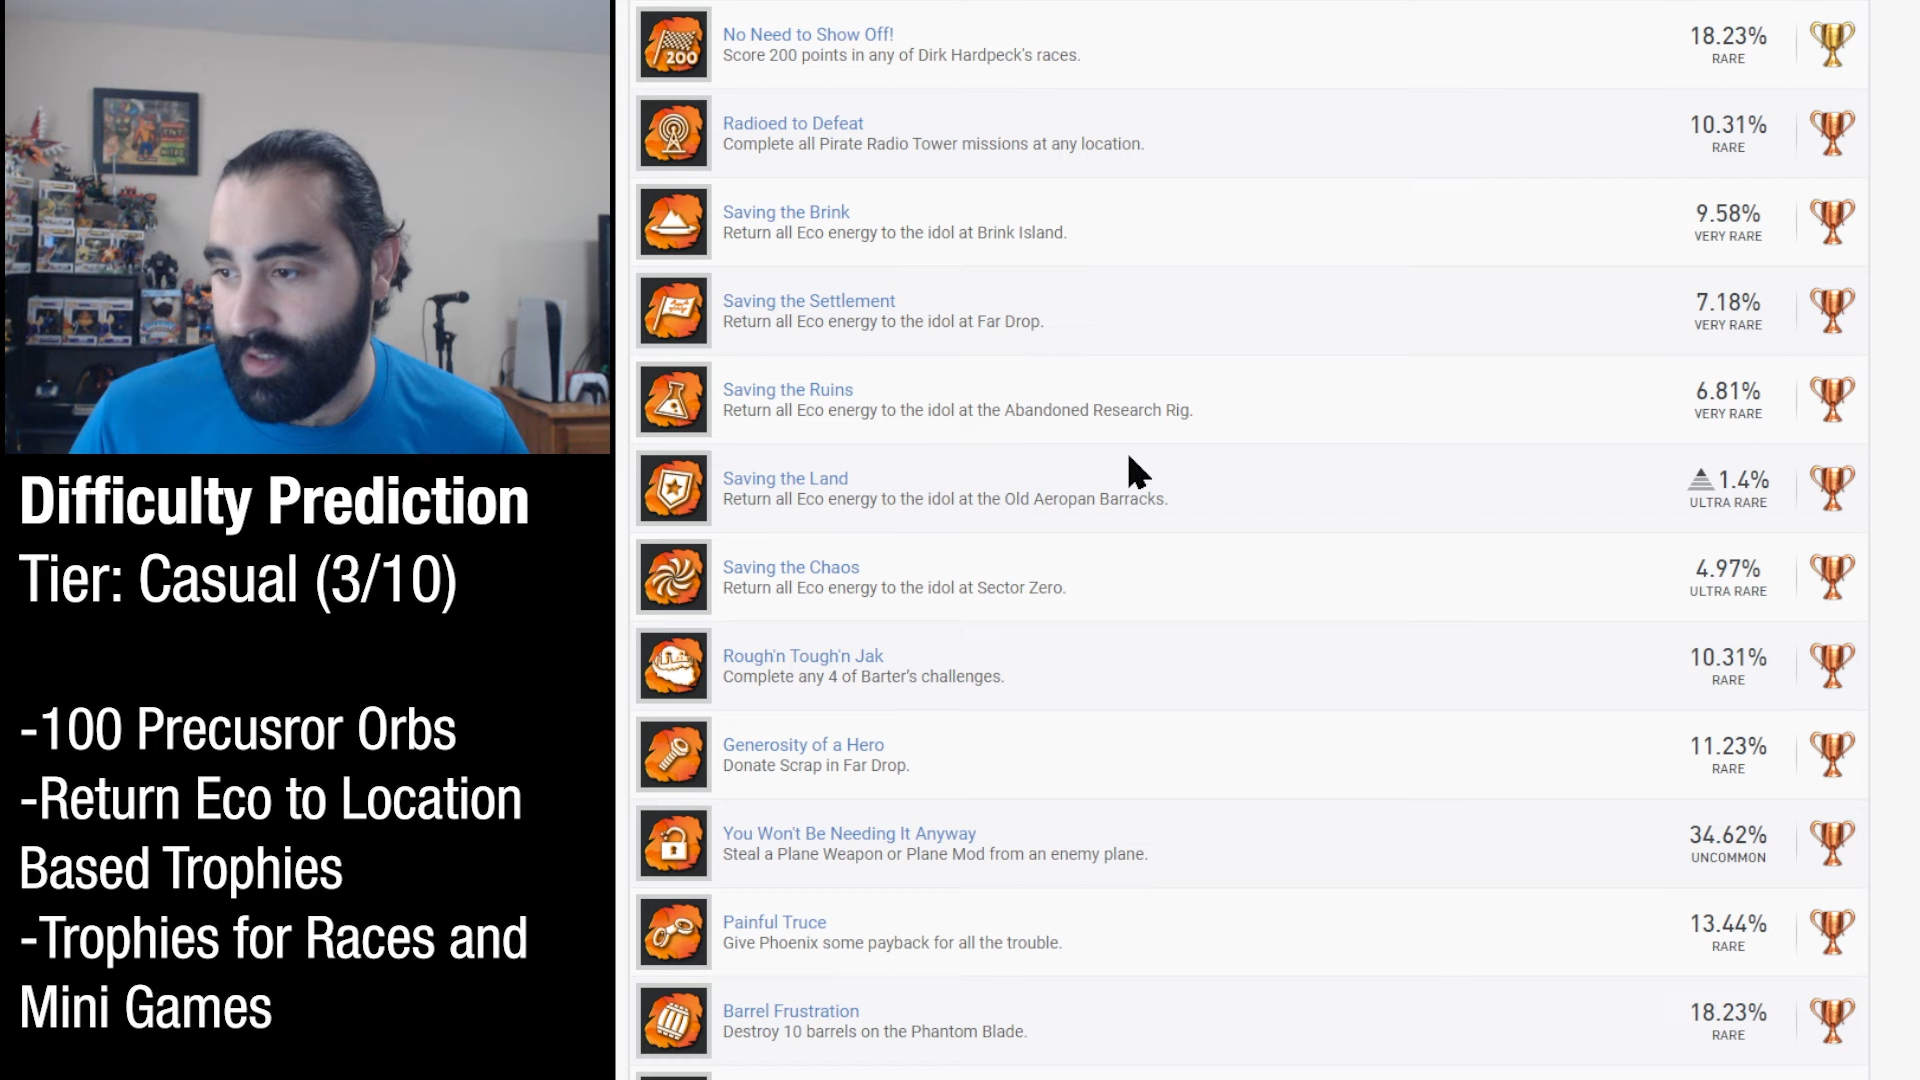 Difficulty Prediction
Tier: Casual (3/10)
-100 Precusror Orbs
-Return Eco to Location
Based Trophies
-Trophies for Races and
Mini Games
200
No Need to Show Off!
Score 200 points in any of Dirk Hardpeck's races.
18.23%
RARE
Radioed to Defeat
Complete all Pirate Radio Tower missions at any location.
10.31%
RARE
Saving the Brink
Return all Eco energy to the idol at Brink Island.
9.58%
VERY RARE
Saving the Settlement
Return all Eco energy to the idol at Far Drop.
7.18%
VERY RARE
Saving the Ruins
Return all Eco energy to the idol at the Abandoned Research Rig.
6.81%
VERY RARE
Saving the Land
Return all Eco energy to the idol at the Old Aeropan Barracks.
1.4%
ULTRA RARE
Saving the Chaos
Return all Eco energy to the idol at Sector Zero.
4.97%
ULTRA RARE
Rough'n Tough'n Jak
Complete any 4 of Barter's challenges.
10.31%
RARE
Generosity of a Hero
Donate Scrap in Far Drop.
11.23%
RARE
You Won't Be Needing It Anyway
Steal a Plane Weapon or Plane Mod from an enemy plane.
34.62%
UNCOMMON
Painful Truce
Give Phoenix some payback for all the trouble.
13.44%
RARE
Barrel Frustration
Destroy 10 barrels on the Phantom Blade.
18.23%
RARE
TNT
NITRO